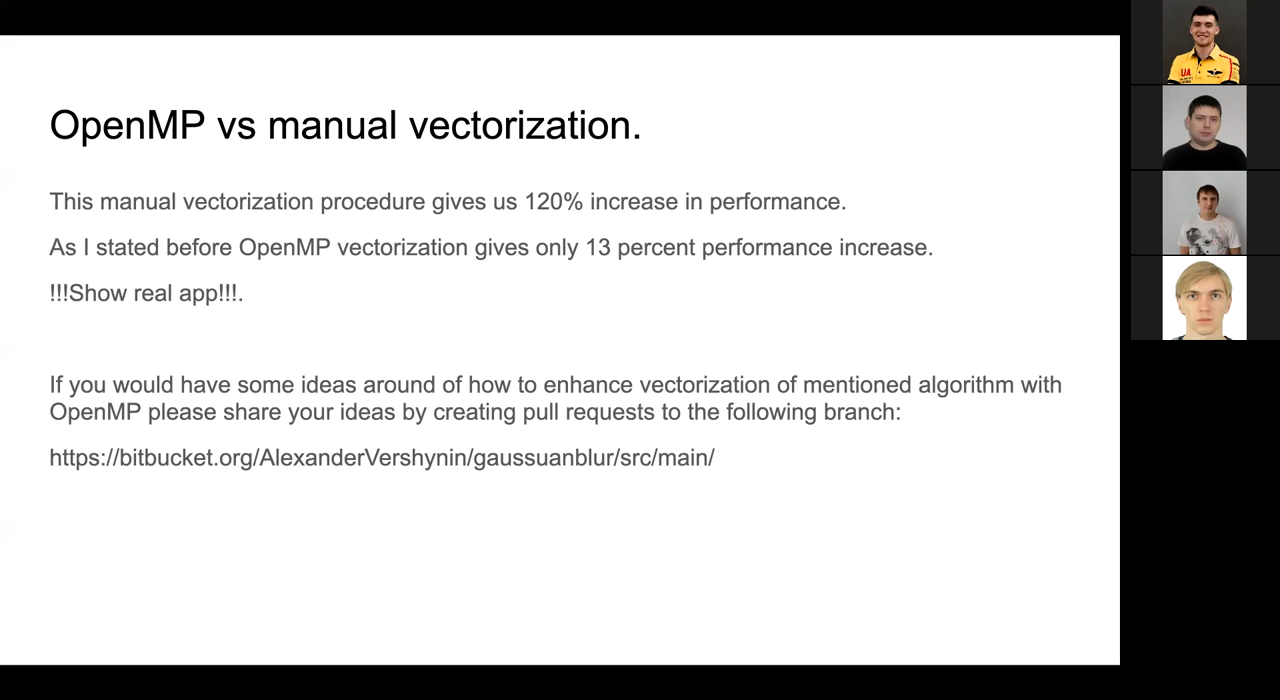 OpenMP vs manual vectorization.
This manual vectorization procedure gives us 120% increase in performance.
As I stated before OpenMP vectorization gives only 13 percent performance increase.
!!!Show real app!!!.
If you would have some ideas around of how to enhance vectorization of mentioned algorithm with
OpenMP please share your ideas by creating pull requests to the following branch:
https://bitbucket.org/AlexanderVershynin/gaussuanblur/src/main/
UA